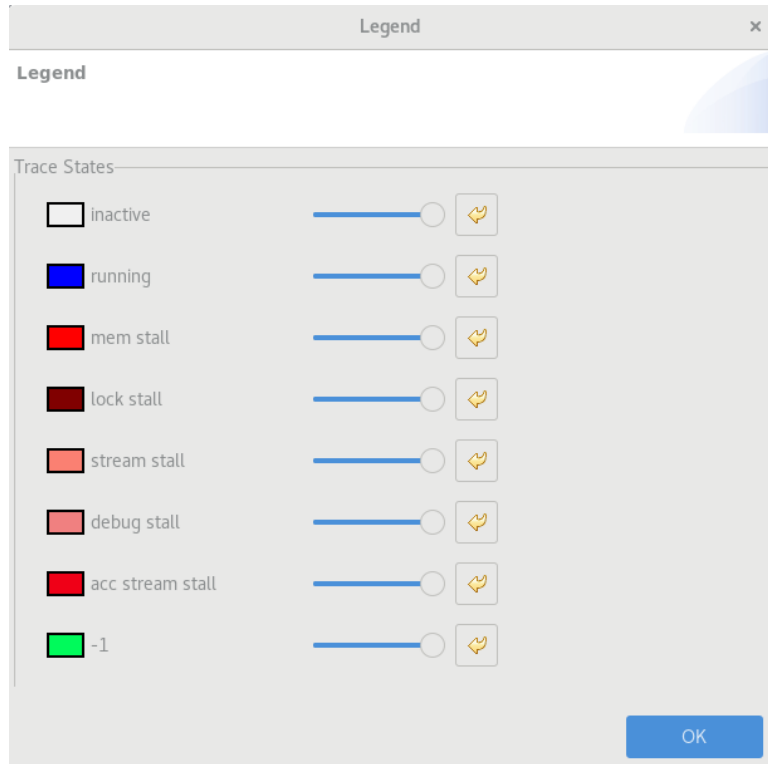 Legend
Legend
Trace States
inactive
running
mem stall
lock stall
stream stall
debug stall
acc stream stall
-1
OK